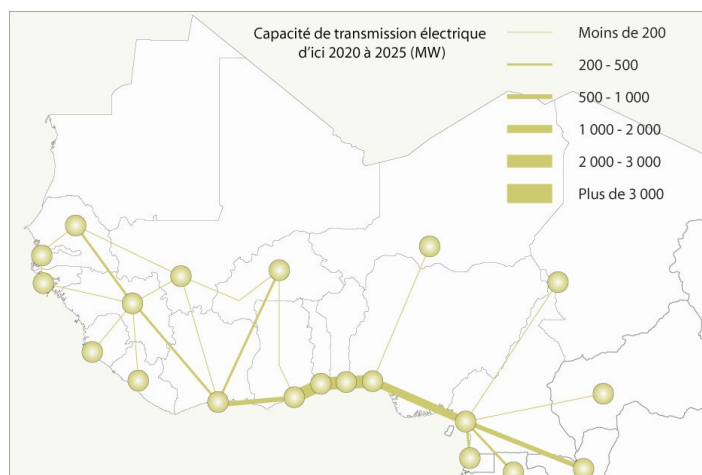 Capacité de transmission électrique
d'ici 2020 à 2025 (MW)
Moins de 200
200 - 500
500 - 1 000
1 000 - 2 000
2 000 - 3 000
Plus de 3 000